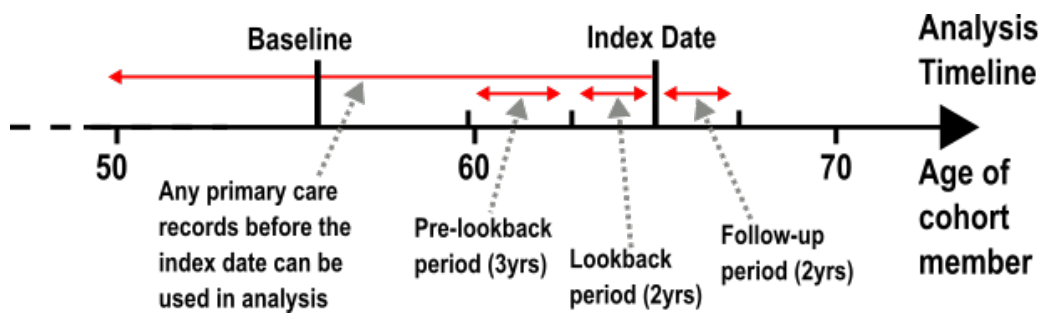 Baseline
Index Date
Analysis
Timeline
50
60
70
Any primary care
records before the
index date can be
used in analysis
Pre-lookback
period (3yrs)
Lookback
period (2yrs)
Follow-up
period (2yrs)
Age of
cohort
member